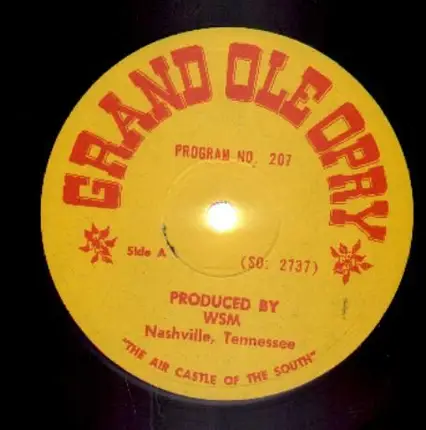 GRAND OLE OPRY
PROGRAM NO. 207
Side A
(SO: 2737)
PRODUCED BY
WSM
Nashville, Tennessee
"THE AIR CASTLE OF THE SOUTH"